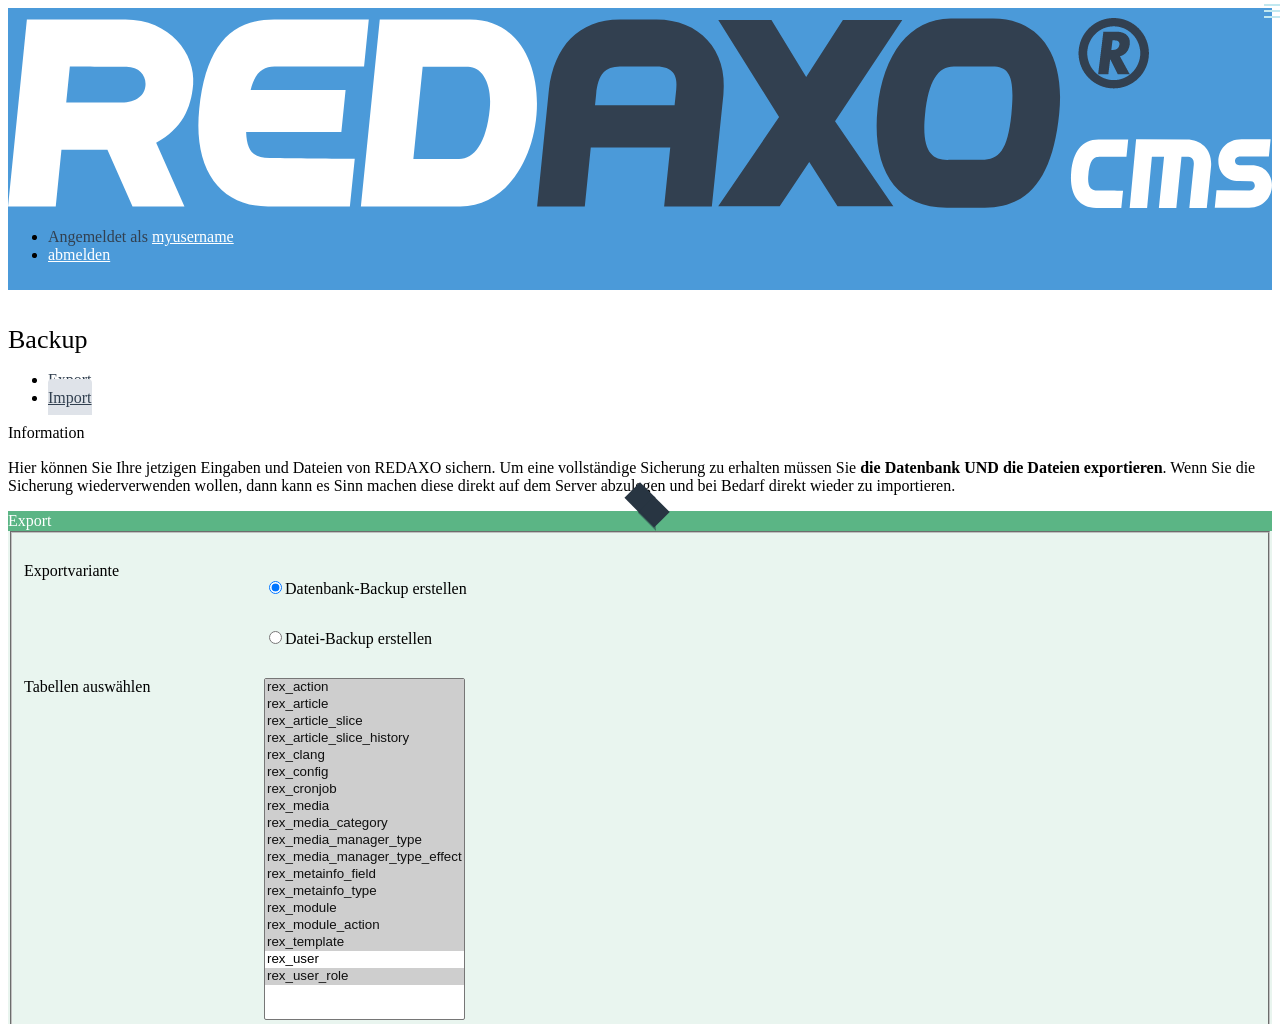 REDAXO®
cms
Angemeldet als myusername
abmelden
Backup
Export
Import
Information
Hier können Sie Ihre jetzigen Eingaben und Dateien von REDAXO sichern. Um eine vollständige Sicherung zu erhalten müssen Sie die Datenbank UND die Dateien exportieren. Wenn Sie die
Sicherung wiederverwenden wollen, dann kann es Sinn machen diese direkt auf dem Server abzulegen und bei Bedarf direkt wieder zu importieren.
Export
Exportvariante
Datenbank-Backup erstellen
Datei-Backup erstellen
Tabellen auswählen
rex_action
rex_article
rex_article_slice
rex_article_slice_history
rex_clang
rex_config
rex_cronjob
rex_media
rex_media_category
rex_media_manager_type
rex_media_manager_type_effect
rex_metainfo_field
rex_metainfo_type
rex_module
rex_module_action
rex_template
rex_user
rex_user_role